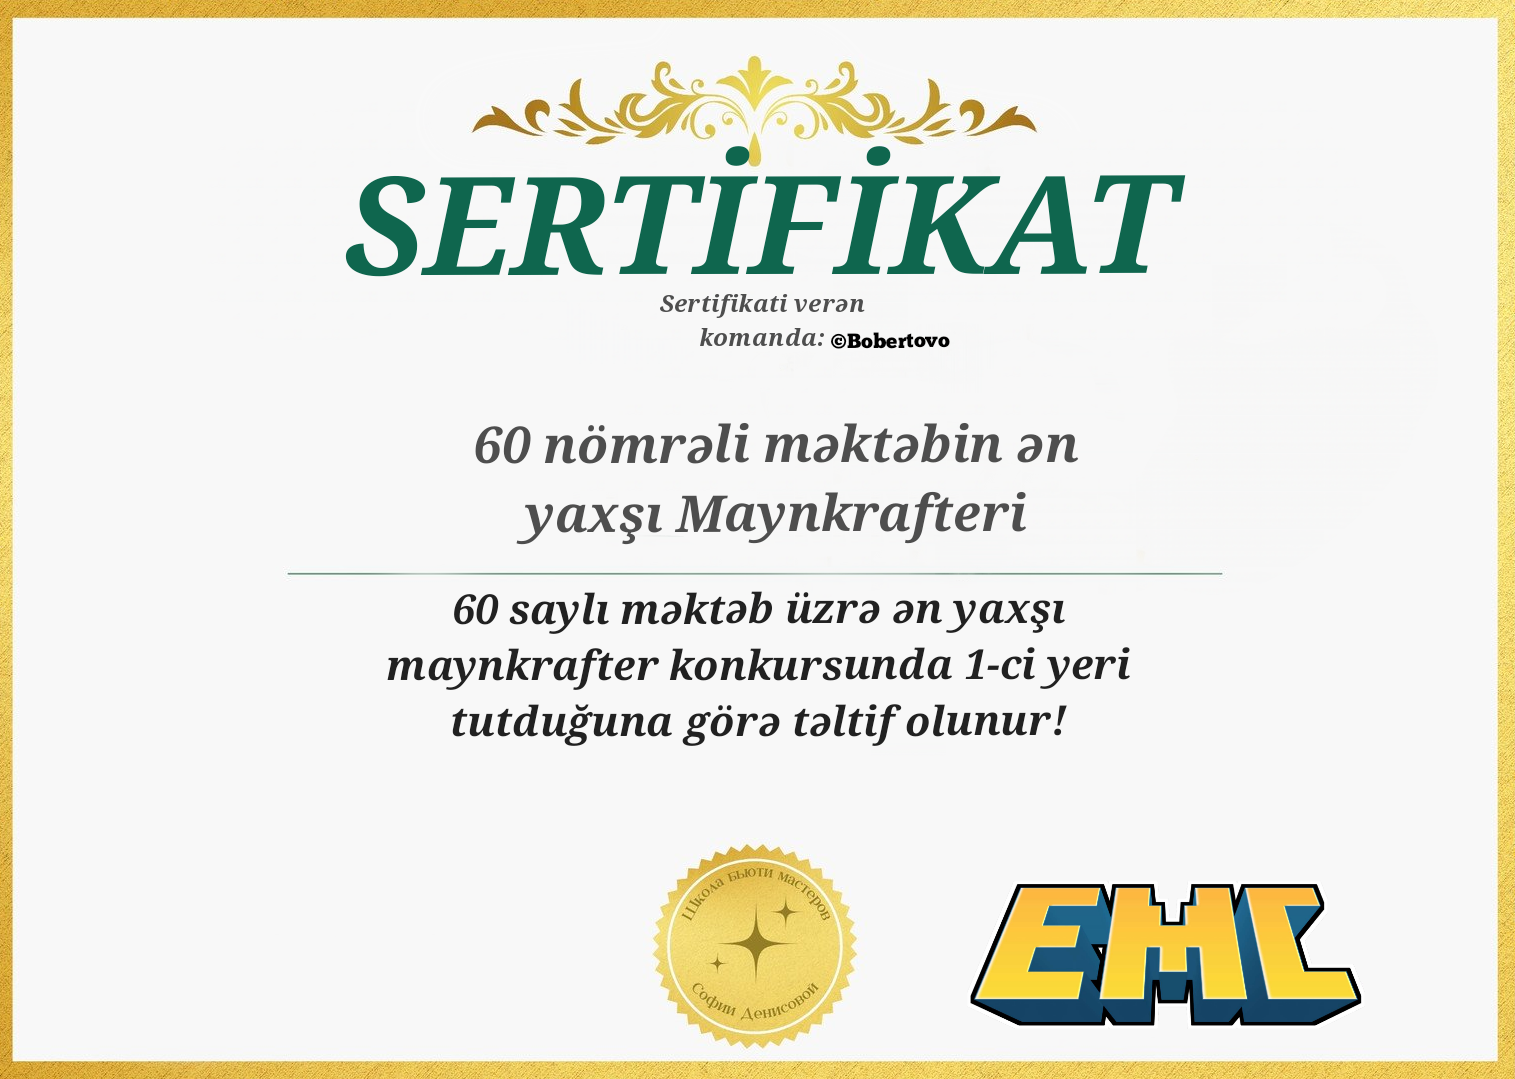 SERTİFİKAT
Sertifikati verən
komanda: ©Bobertovo
60 nömrəli məktəbin ən
yaxşı Maynkrafteri
60 saylı məktəb üzrə ən yaxşı
maynkrafter konkursunda 1-ci yeri
tutduğuna görə təltif olunur!
Школа бьюти мастеров
Софии Денисовой
EMC